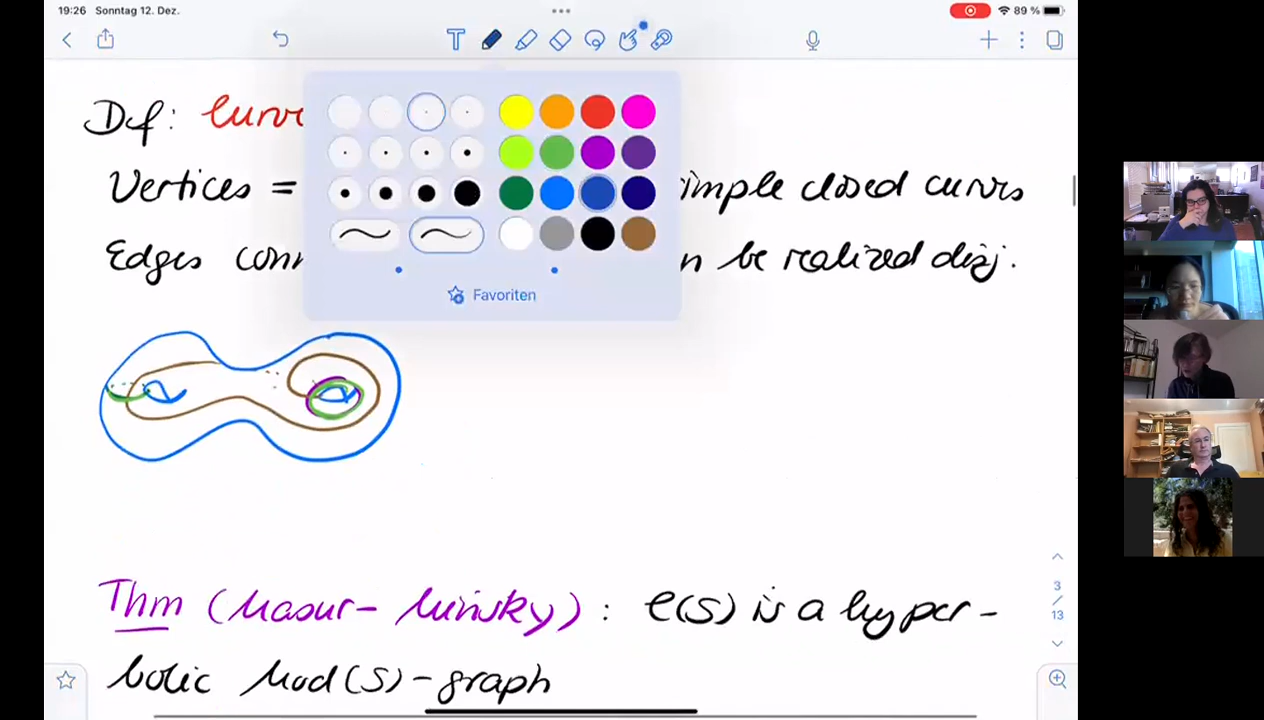 19:26 Sonntag 12. Dez.
89 %
T
Def: Curve
Vertices = simple closed curves
Edges conn n be realized disj.
Favoriten
Thm (Masur- Minsky) : C(S) is a hyper-
bolic Mod(S)-graph
3
/
13